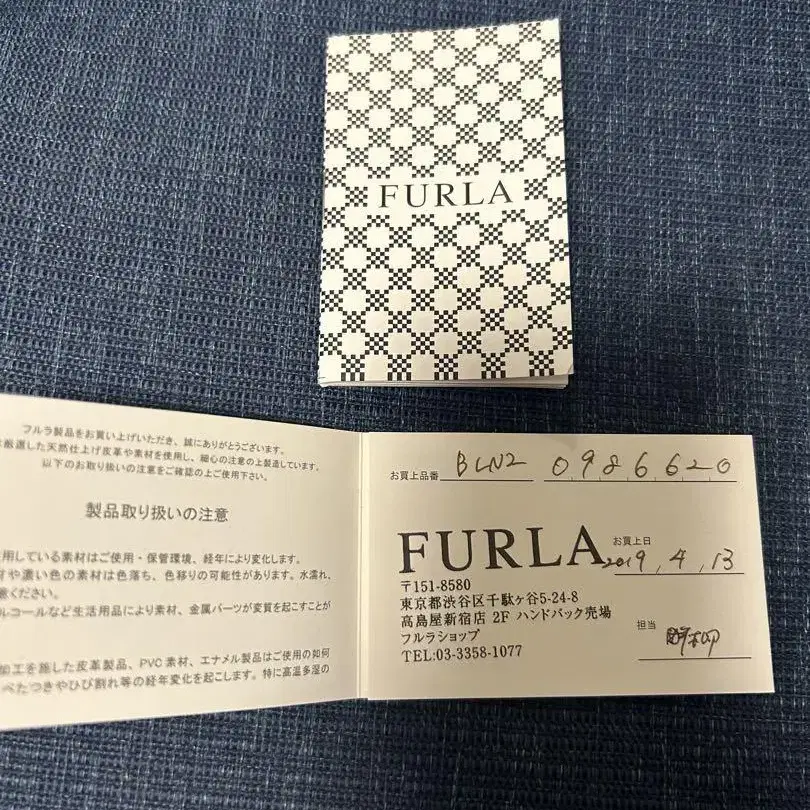 FURLA
フルラ製品をお買い上げいただき、誠にありがとうございます。
厳選した天然仕上げ皮革や素材を使用し、細心の注意の上製造しています。
以下のお取り扱いの注意をご確認の上ご使用下さい。
製品取り扱いの注意
用している素材はご使用・保管環境、経年により変化します。
や濃い色の素材は色落ち、色移りの可能性があります。水濡れ、
ください。
ルコールなど生活用品により素材、金属パーツが変質を起こすことが
加工を施した皮革製品、PVC素材、エナメル製品はご使用の如何
べたつきやひび割れ等の経年変化を起こします。特に高温多湿の
お買上品番 BLN2 0986620
お買上日
FURLA 2019,4,13
〒151-8580
東京都渋谷区千駄ヶ谷5-24-8
高島屋新宿店 2F ハンドバック売場
フルラショップ
TEL:03-3358-1077
担当